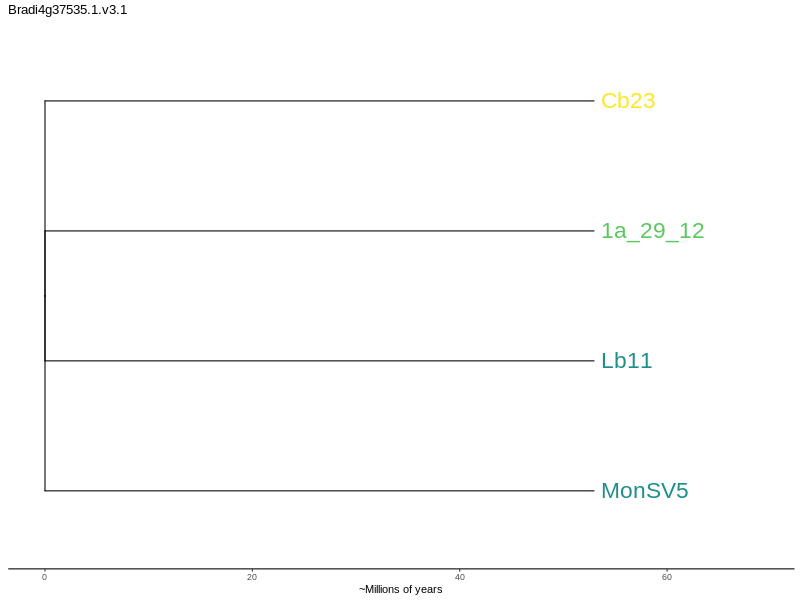 Bradi4g37535.1.v3.1
Cb23
1a_29_12
Lb11
MonSV5
0 20 40 60
~Millions of years